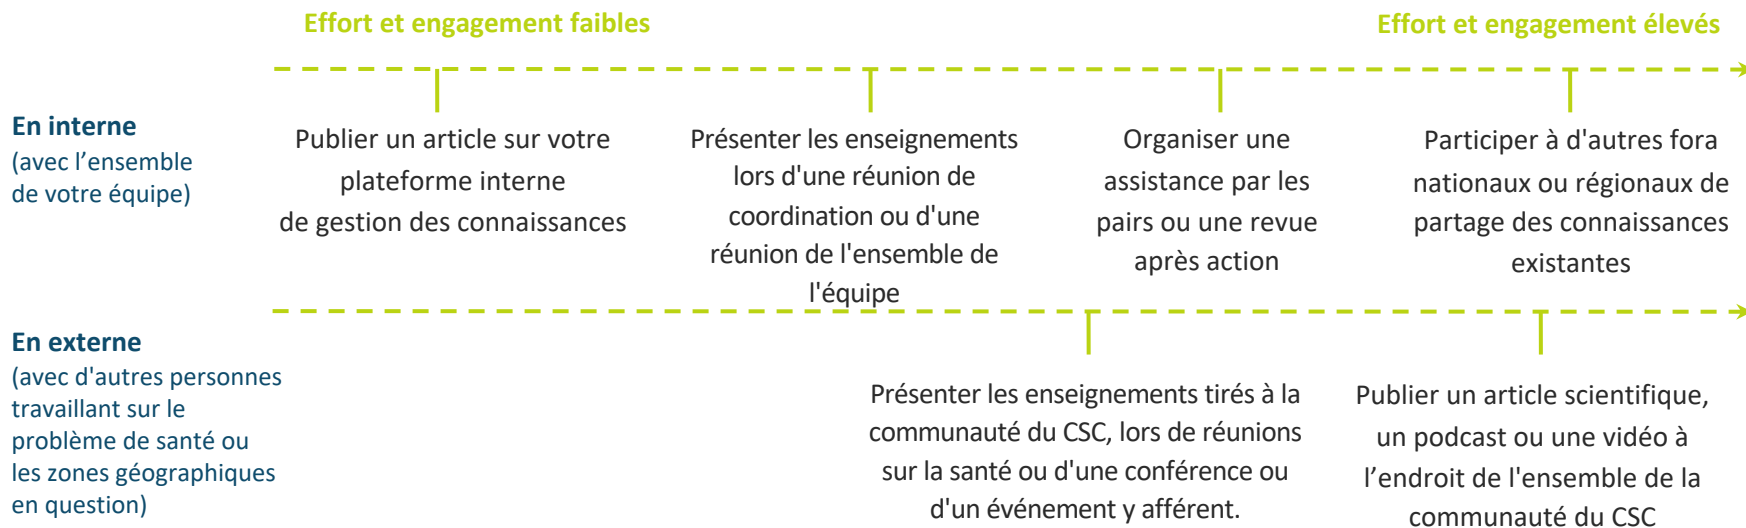 Effort et engagement faibles
Effort et engagement élevés
En interne
(avec l’ensemble
de votre équipe)
Publier un article sur votre
plateforme interne
de gestion des connaissances
Présenter les enseignements
lors d'une réunion de
coordination ou d'une
réunion de l'ensemble de
l'équipe
Organiser une
assistance par les
pairs ou une revue
après action
Participer à d'autres fora
nationaux ou régionaux de
partage des connaissances
existantes
En externe
(avec d'autres personnes
travaillant sur le
problème de santé ou
les zones géographiques
en question)
Présenter les enseignements tirés à la
communauté du CSC, lors de réunions
sur la santé ou d'une conférence ou
d'un événement y afférent.
Publier un article scientifique,
un podcast ou une vidéo à
l’endroit de l'ensemble de la
communauté du CSC